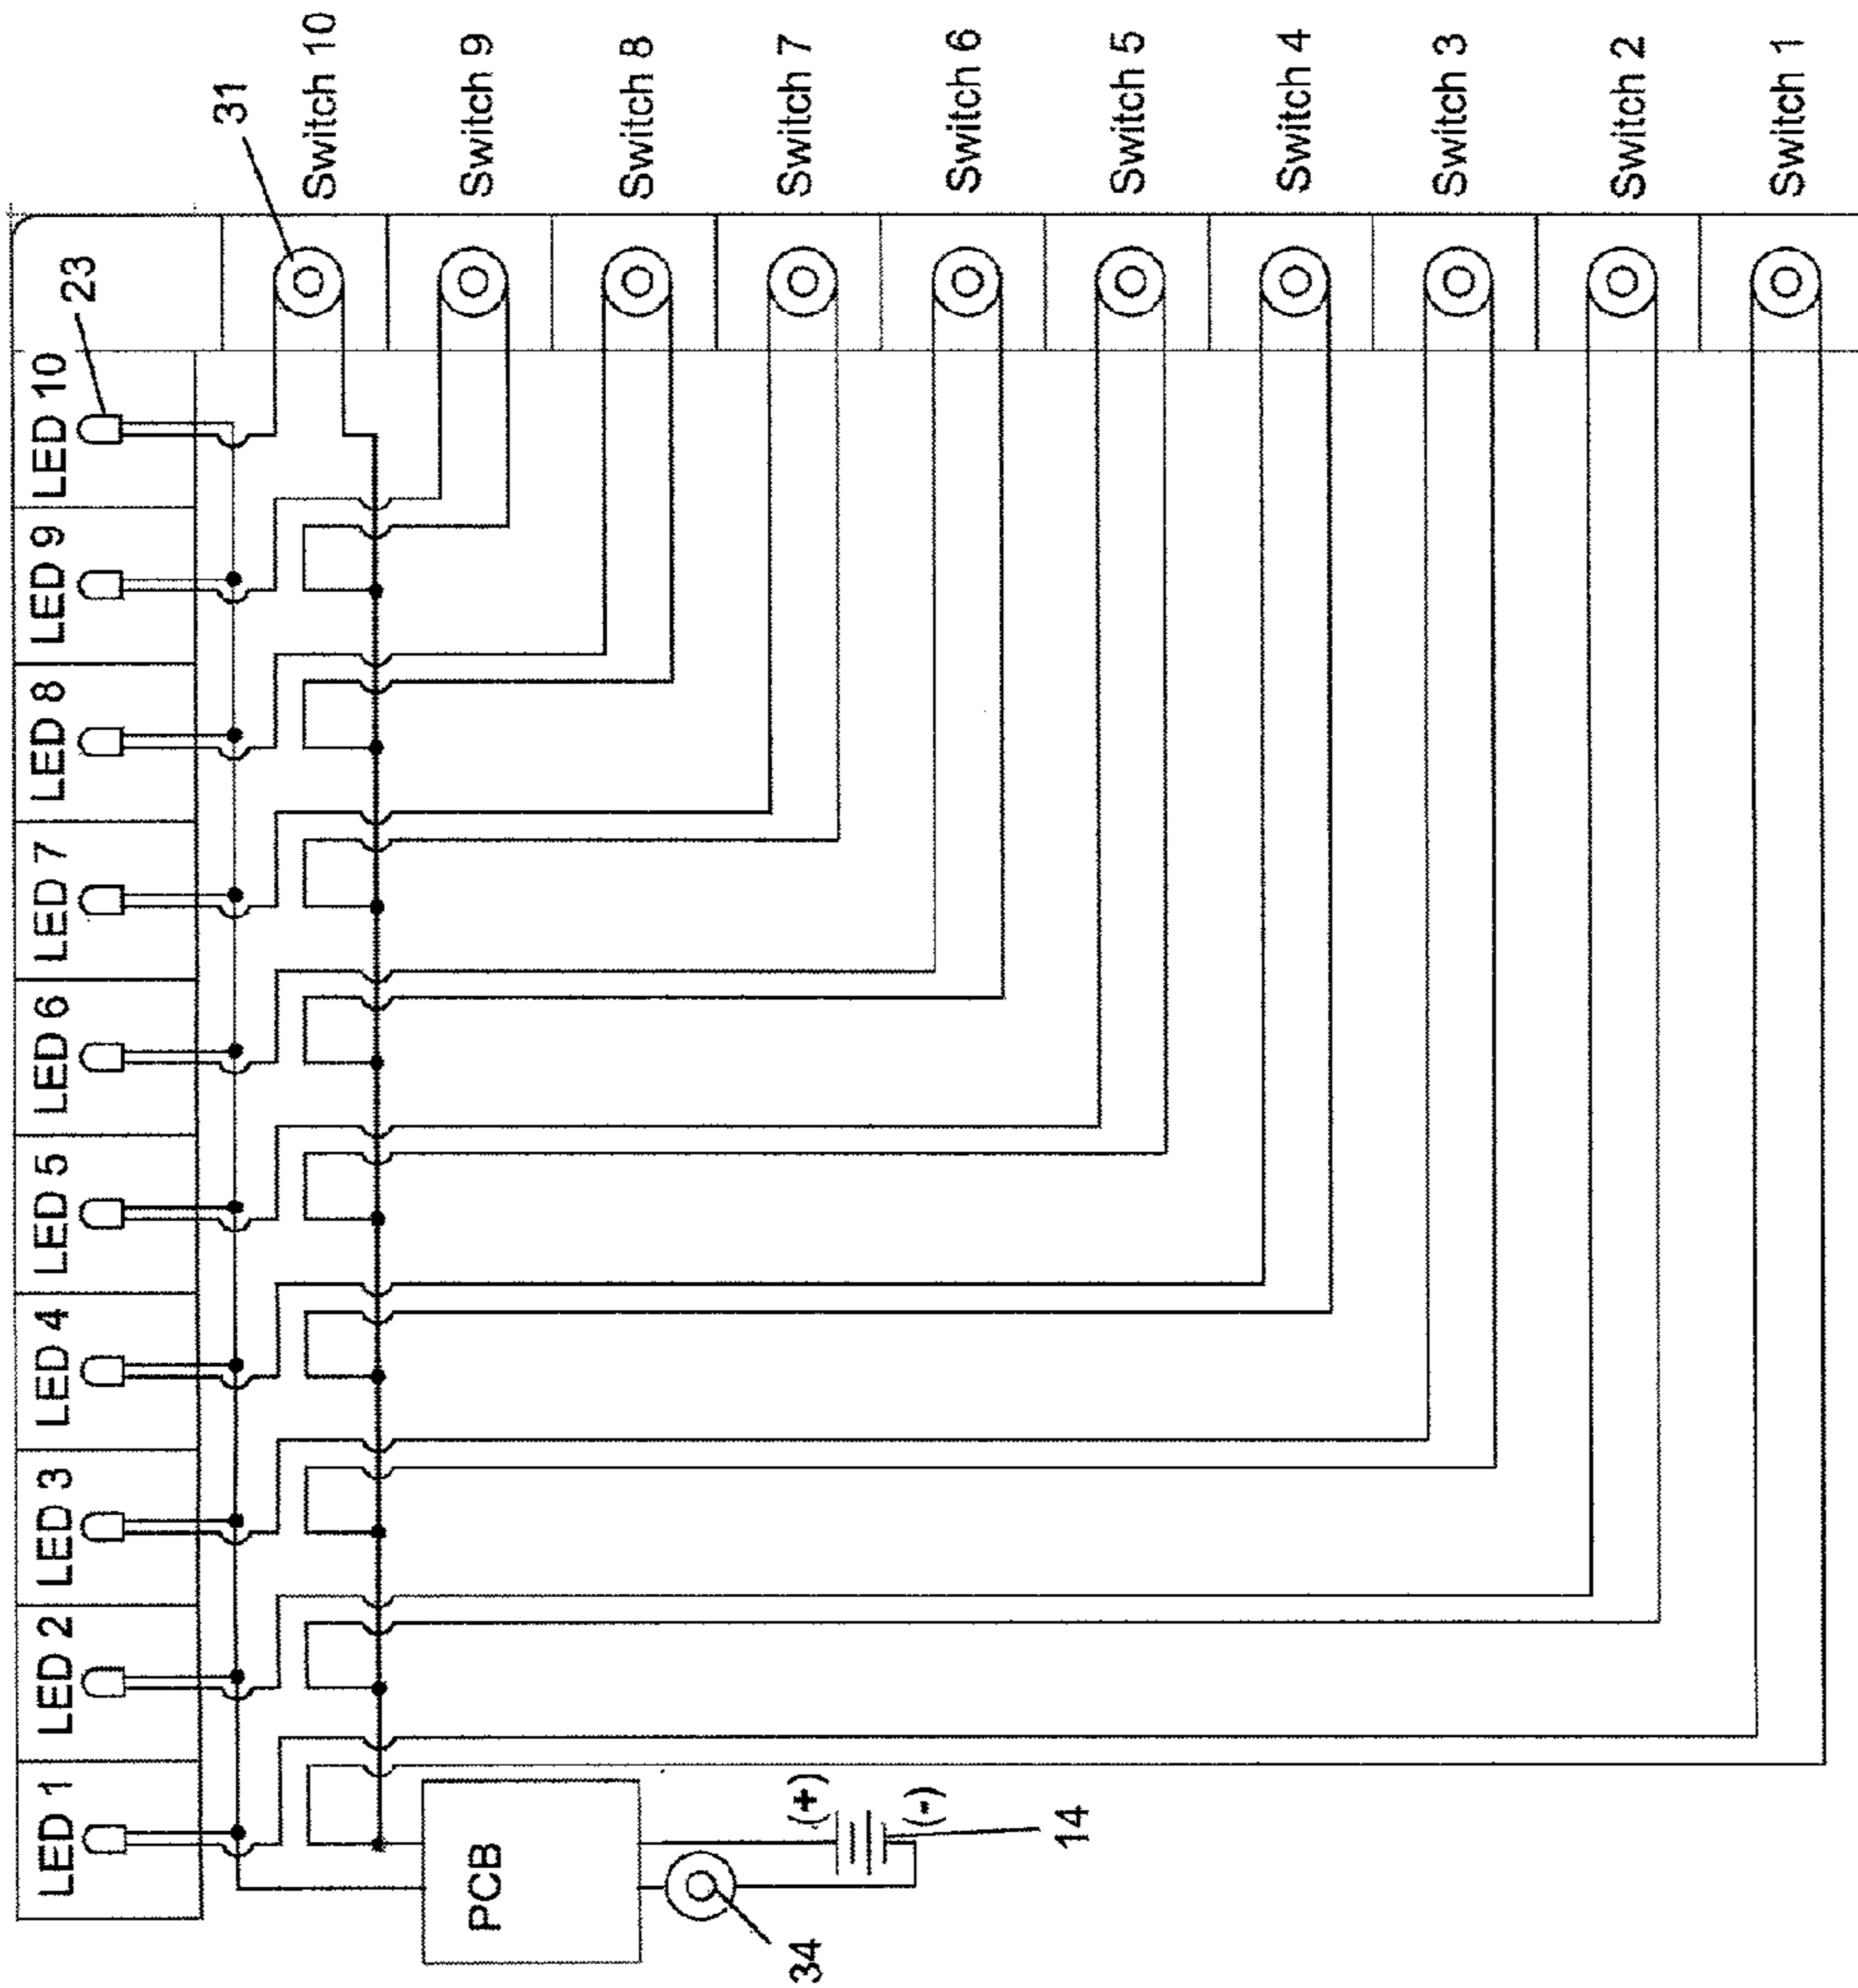 LED 1
LED 2
LED 3
LED 4
LED 5
LED 6
LED 7
LED 8
LED 9
LED 10
23
31
Switch 10
Switch 9
Switch 8
Switch 7
Switch 6
Switch 5
Switch 4
Switch 3
Switch 2
Switch 1
PCB
34
(+)
(-)
14